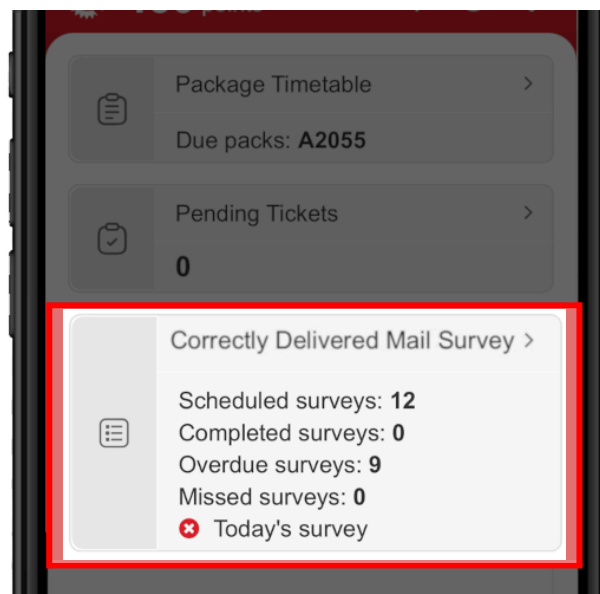 Package Timetable
Due packs: A2055
Pending Tickets
0
Correctly Delivered Mail Survey
Scheduled surveys: 12
Completed surveys: 0
Overdue surveys: 9
Missed surveys: 0
Today's survey